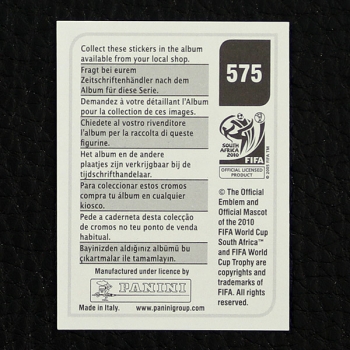 Collect these stickers in the album
available from your local shop.
Fragt bei eurem
Zeitschriftenhändler nach dem
Album für diese Serie.
Demandez à votre détaillant l'Album
pour la collection de ces images.
Chiedete al vostro rivenditore
l'album per la raccolta di queste
figurine.
Het album en de andere
plaatjes zijn verkrijgbaar bij de
tijdschrifthandelaar.
Para coleccionar estos cromos
compra tu álbum en cualquier
kiosco.
Pede a caderneta desta colecção
de cromos no teu ponto de venda
habitual.
Bayinizden aldığınız albümü bu
çıkartmalar ile tamamlayın.
Manufactured under licence by
PANINI
Made in Italy. www.paninigroup.com
575
SOUTH AFRICA
2010
FIFA
OFFICIAL LICENSED
PRODUCT
© The Official
Emblem and
Official Mascot
of the 2010
FIFA World Cup
South Africa™
and FIFA World
Cup Trophy are
copyrights and
trademarks of
FIFA. All rights
reserved.